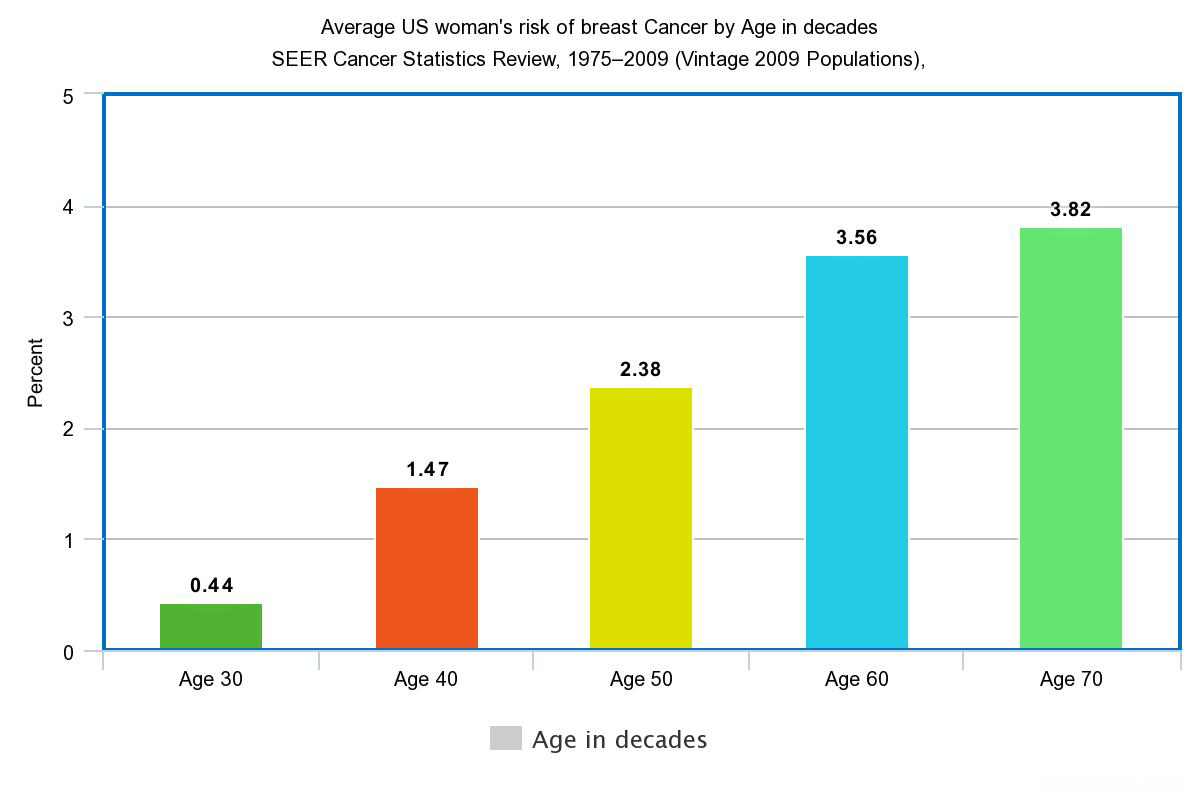 Average US woman's risk of breast Cancer by Age in decades
SEER Cancer Statistics Review, 1975–2009 (Vintage 2009 Populations),
5
4
3
2
1
0
Percent
0.44
1.47
2.38
3.56
3.82
Age 30
Age 40
Age 50
Age 60
Age 70
Age in decades